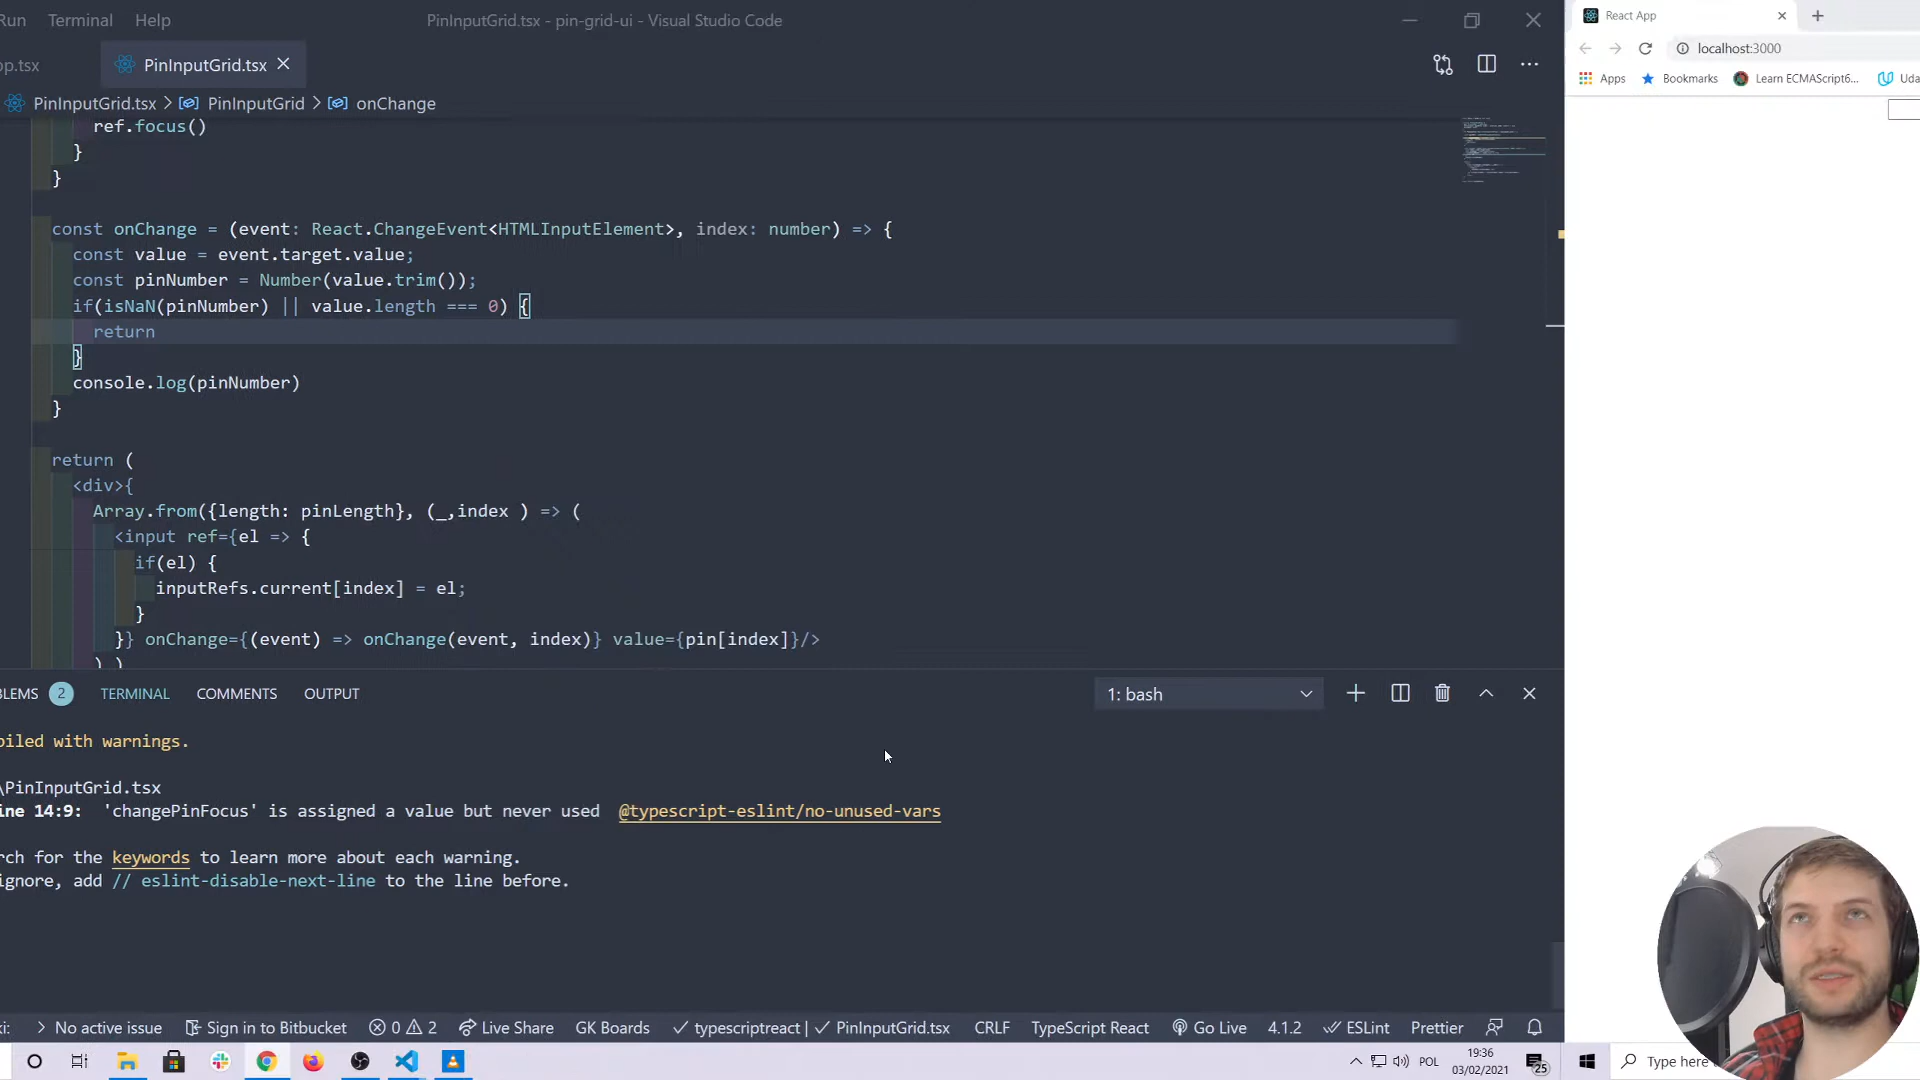 Run Terminal Help PinInputGrid.tsx - pin-grid-ui - Visual Studio Code
pp.tsx PinInputGrid.tsx
PinInputGrid.tsx > PinInputGrid > onChange
ref.focus()
}
}
const onChange = (event: React.ChangeEvent<HTMLInputElement>, index: number) => {
const value = event.target.value;
const pinNumber = Number(value.trim());
if(isNaN(pinNumber) || value.length === 0) {
return
}
console.log(pinNumber)
}
return (
<div>{
Array.from({length: pinLength}, (_,index ) => (
<input ref={el => {
if(el) {
inputRefs.current[index] = el;
}
}} onChange={(event) => onChange(event, index)} value={pin[index]}/>
) )
BLEMS 2 TERMINAL COMMENTS OUTPUT 1: bash
piled with warnings.
\PinInputGrid.tsx
ine 14:9: 'changePinFocus' is assigned a value but never used @typescript-eslint/no-unused-vars
rch for the keywords to learn more about each warning.
ignore, add // eslint-disable-next-line to the line before.
ki: > No active issue Sign in to Bitbucket 0 2 Live Share GK Boards typescriptreact | PinInputGrid.tsx CRLF TypeScript React Go Live 4.1.2 ESLint Prettier
POL 19:36
03/02/2021
25
React App
localhost:3000
Apps Bookmarks Learn ECMAScript6... Uda
Type here